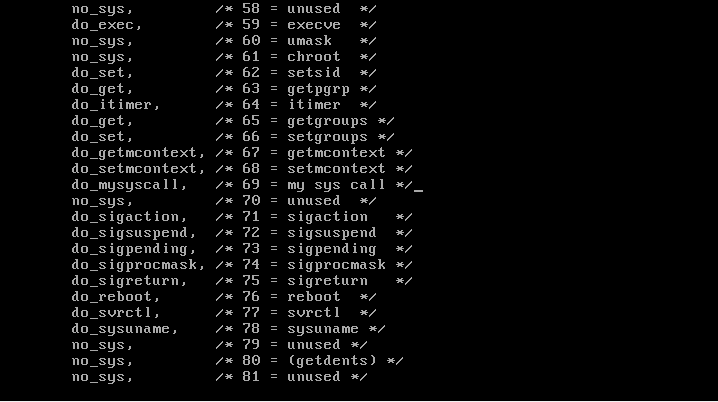 no_sys,         /* 58 = unused  */
do_exec,        /* 59 = execve  */
no_sys,         /* 60 = umask   */
no_sys,         /* 61 = chroot  */
do_set,         /* 62 = setsid  */
do_get,         /* 63 = getpgrp */
do_itimer,      /* 64 = itimer  */
do_get,         /* 65 = getgroups */
do_set,         /* 66 = setgroups */
do_getmcontext, /* 67 = getmcontext */
do_setmcontext, /* 68 = setmcontext */
do_mysyscall,   /* 69 = my sys call */_
no_sys,         /* 70 = unused  */
do_sigaction,   /* 71 = sigaction   */
do_sigsuspend,  /* 72 = sigsuspend  */
do_sigpending,  /* 73 = sigpending  */
do_sigprocmask, /* 74 = sigprocmask */
do_sigreturn,   /* 75 = sigreturn   */
do_reboot,      /* 76 = reboot  */
do_svrctl,      /* 77 = svrctl  */
do_sysuname,    /* 78 = sysuname */
no_sys,         /* 79 = unused */
no_sys,         /* 80 = (getdents) */
no_sys,         /* 81 = unused */